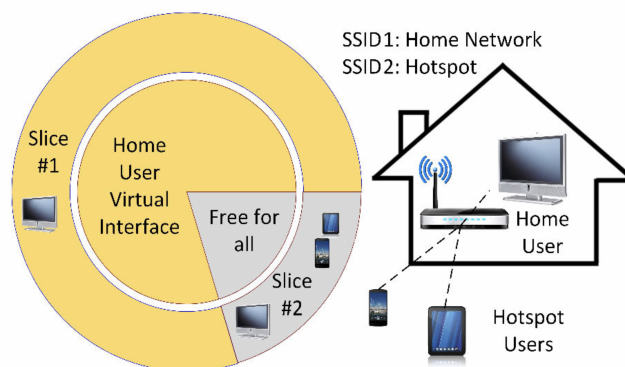 SSID1: Home Network
SSID2: Hotspot
Slice
#1
Home
User
Virtual
Interface
Free for
all
Slice
#2
Home
User
Hotspot
Users